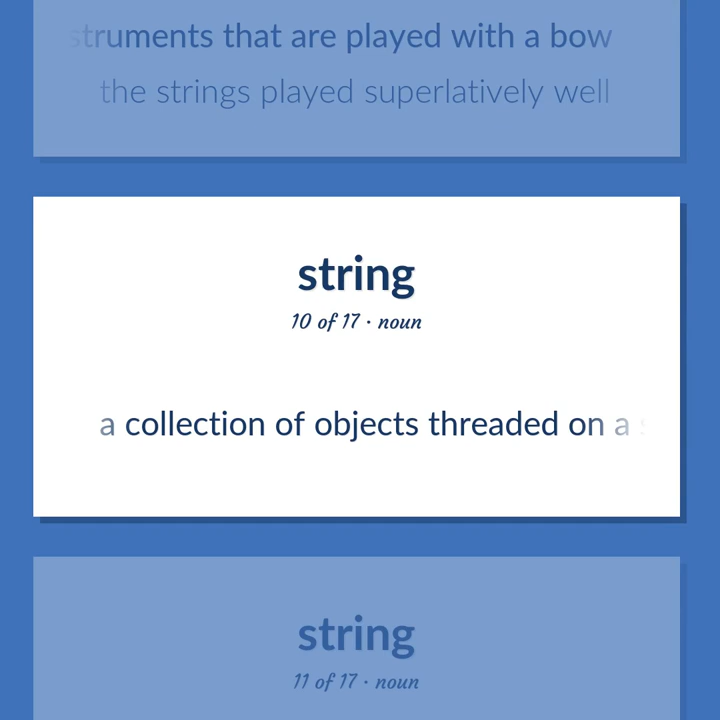 struments that are played with a bow
the strings played superlatively well
string
10 of 17 · noun
a collection of objects threaded on a s
string
11 of 17 · noun